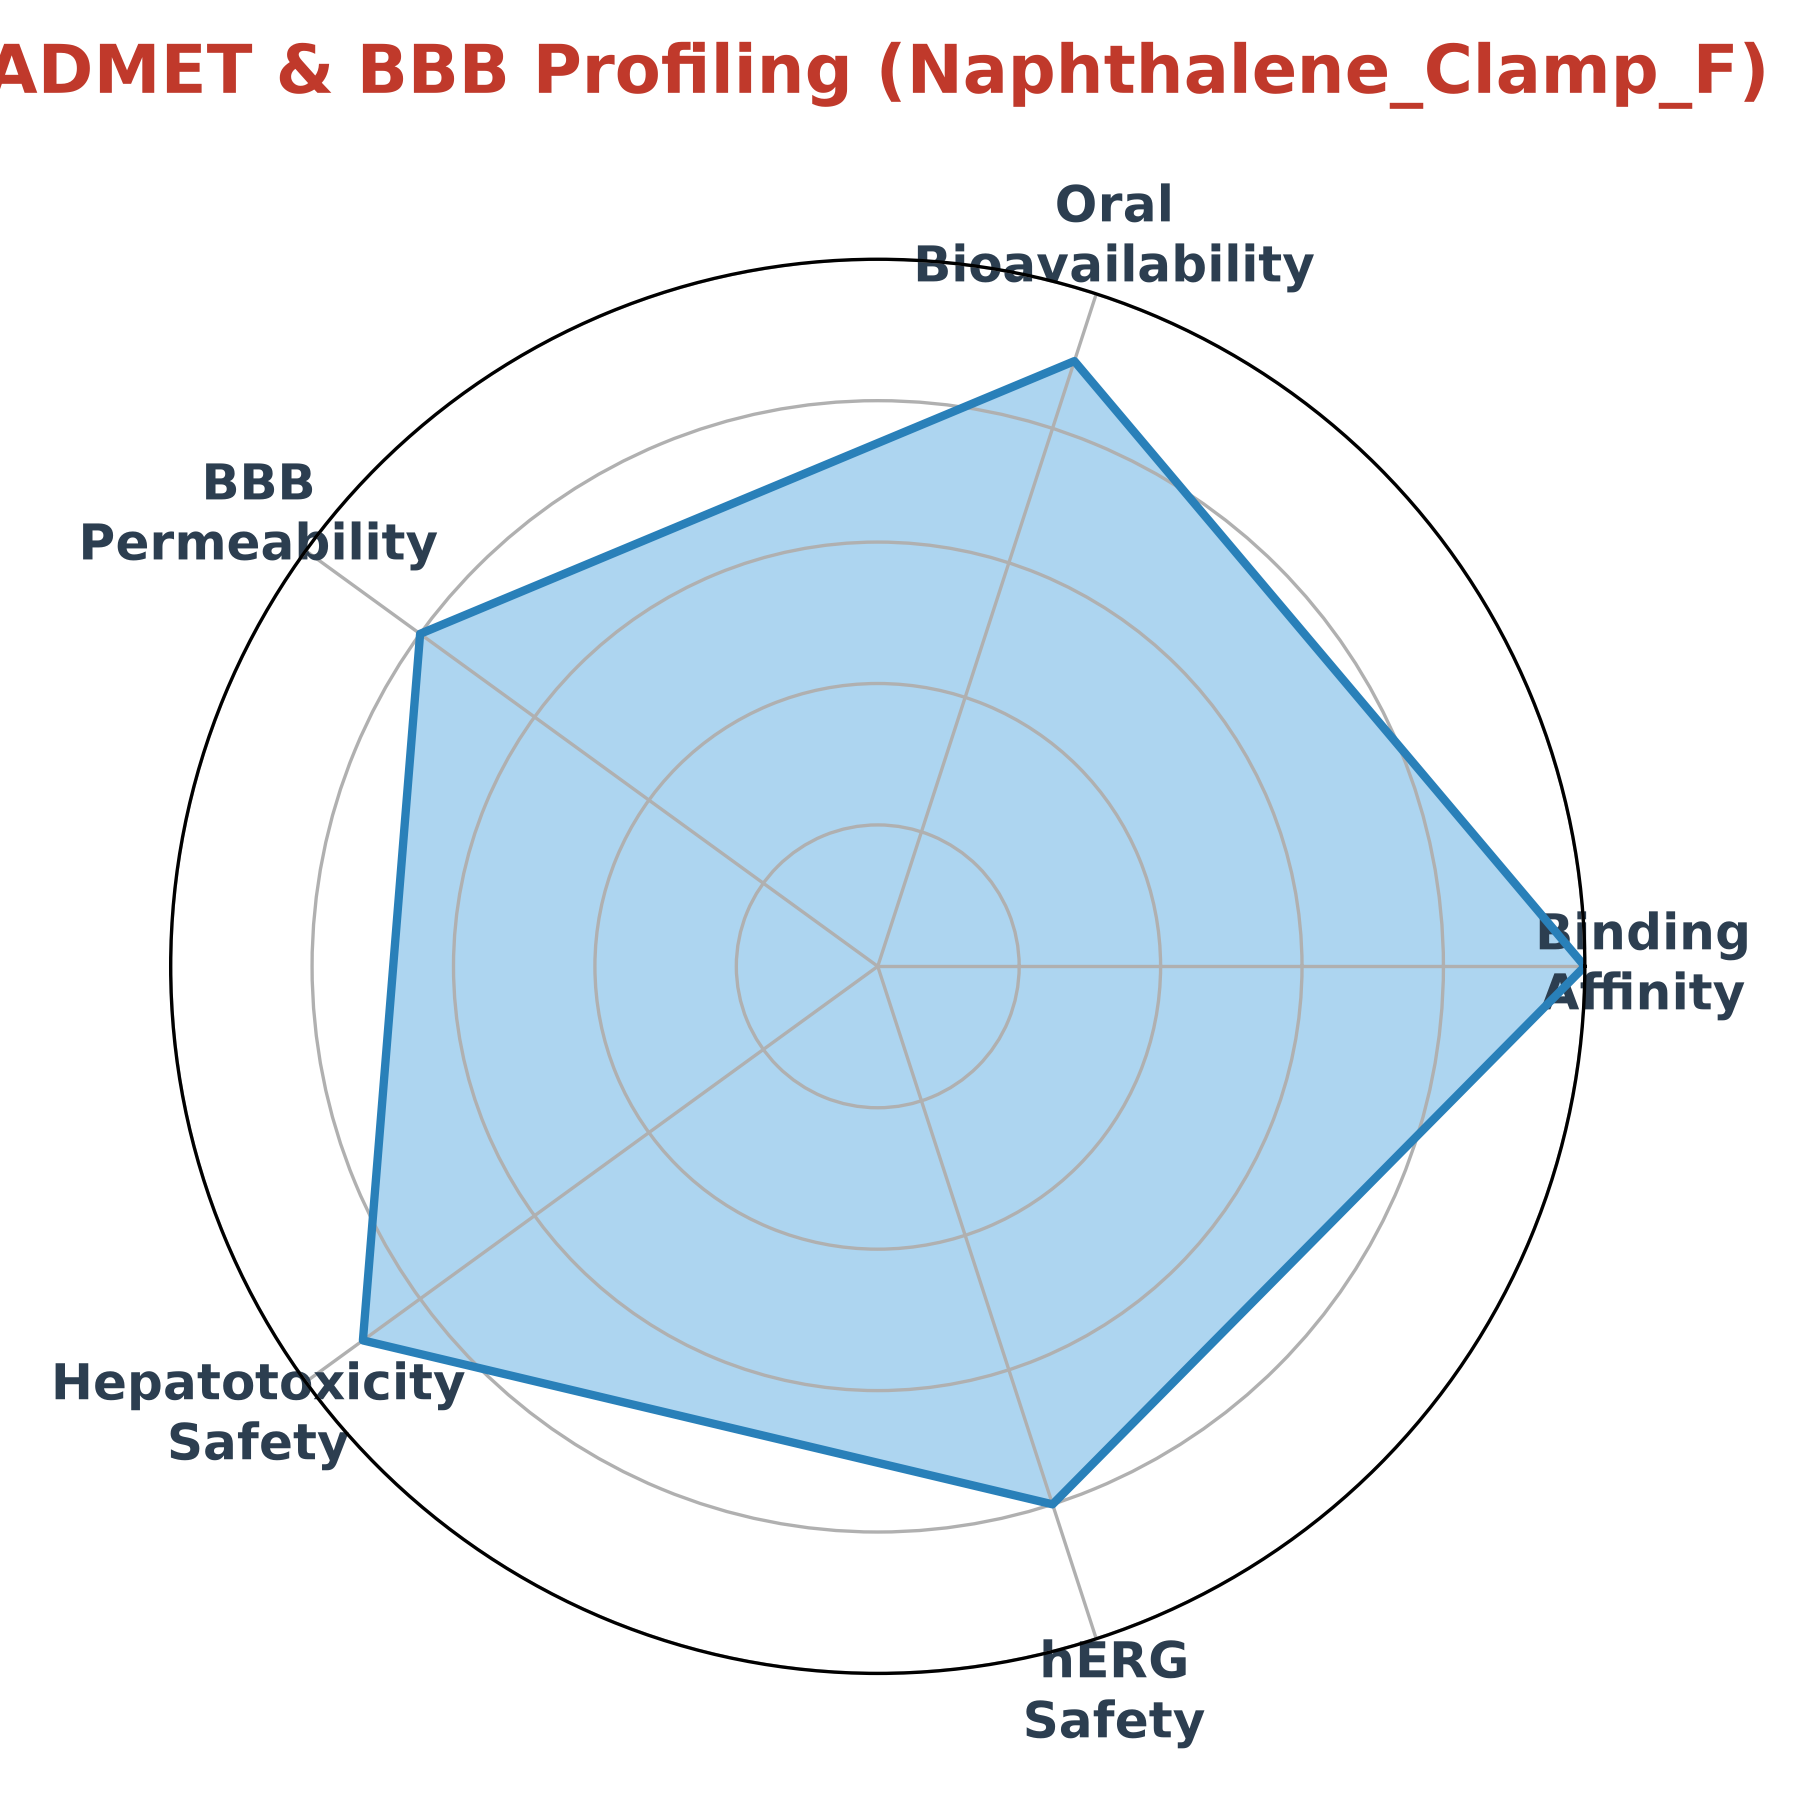 ADMET & BBB Profiling (Naphthalene_Clamp_F)
Oral
Bioavailability
BBB
Permeability
Binding
Affinity
Hepatotoxicity
Safety
hERG
Safety